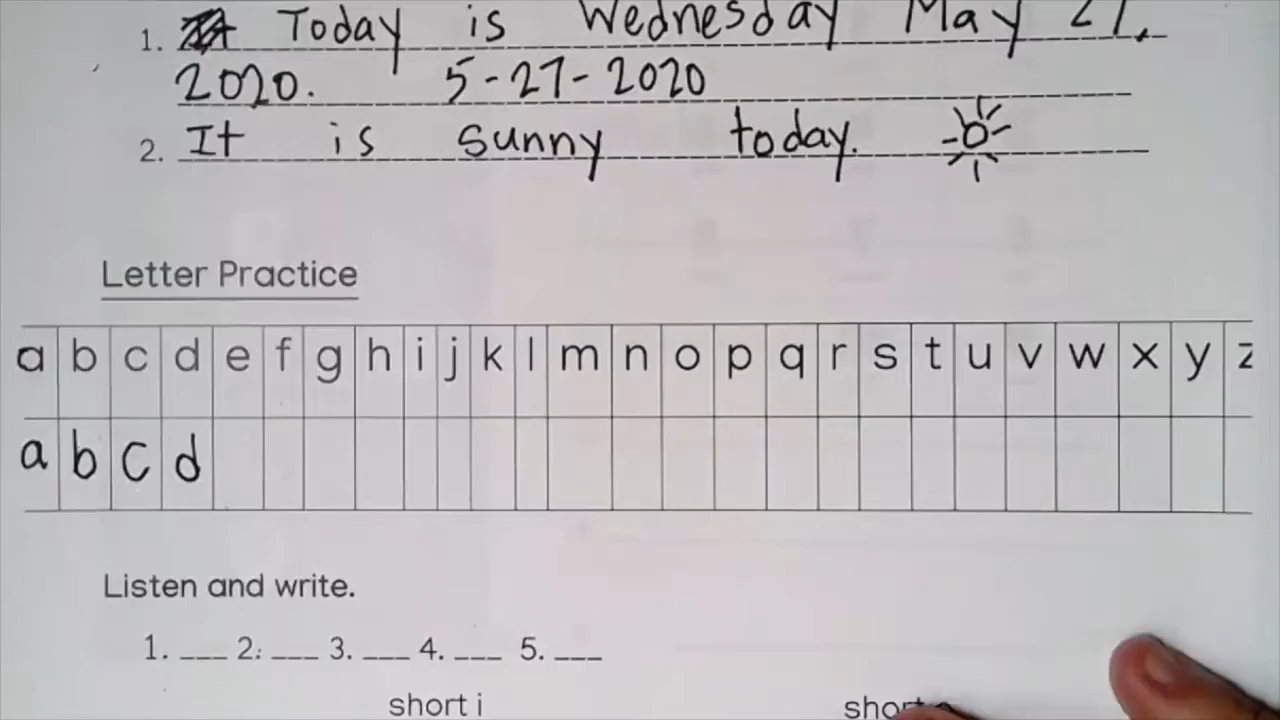 1. Today is Wednesday May 27,
2020. 5-27-2020
2. It is sunny today.
Letter Practice
a b c d e f g h i j k l m n o p q r s t u v w x y z
a b c d
Listen and write.
1. ___ 2. ___ 3. ___ 4. ___ 5. ___
short i short